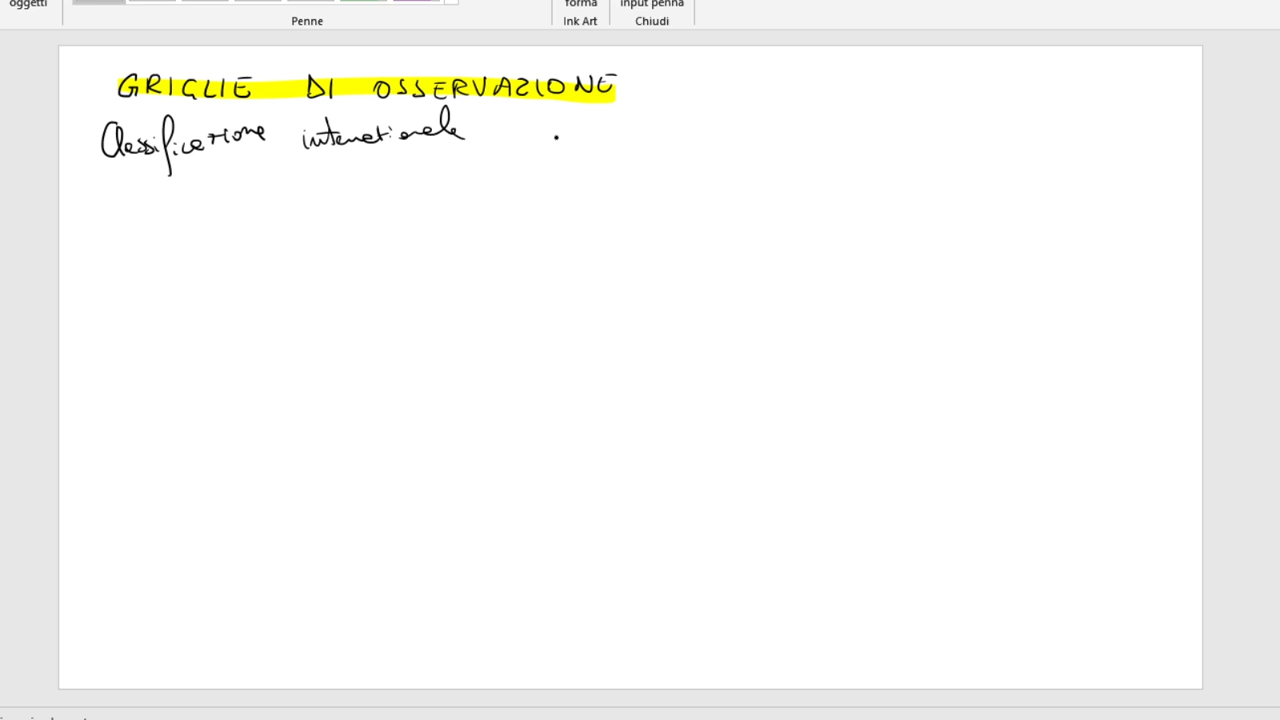 oggetti
Penne
forma
Ink Art
input penna
Chiudi
GRIGLIE DI OSSERVAZIONE
Classificazione internazionale